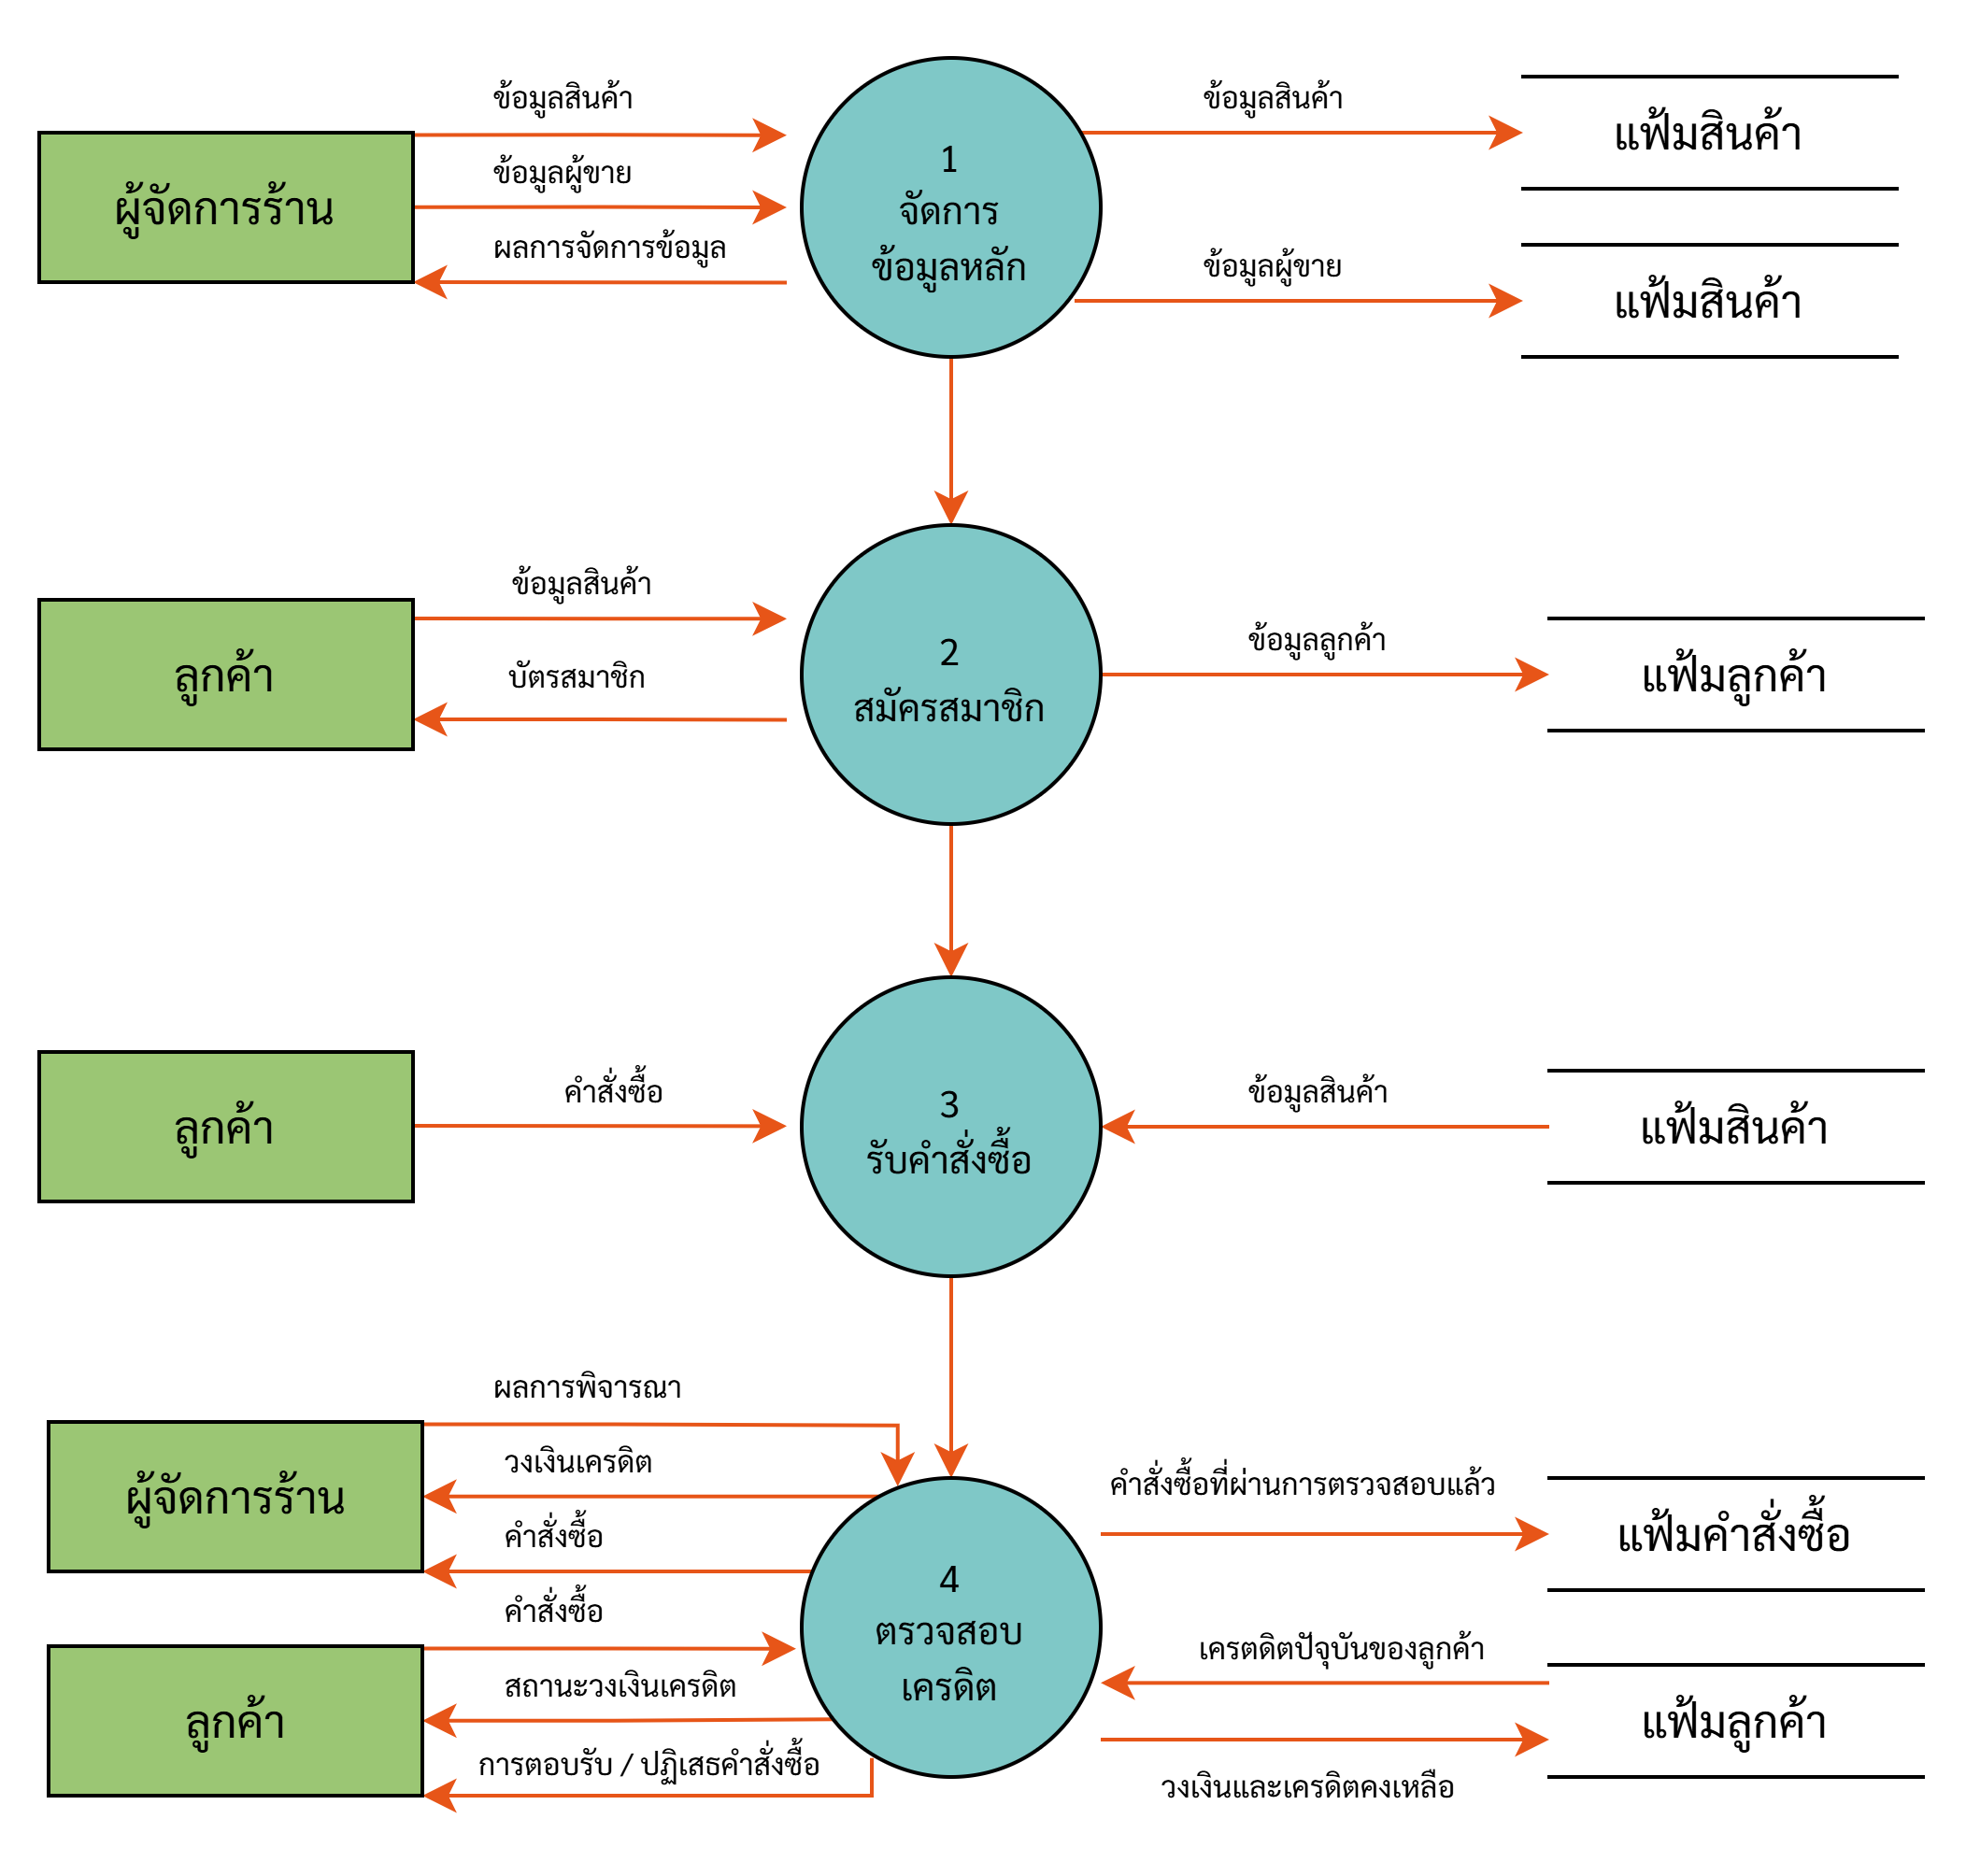 ข้อมูลสินค้า
ข้อมูลผู้ขาย
ผลการจัดการข้อมูล
ผู้จัดการร้าน
1
จัดการ
ข้อมูลหลัก
ข้อมูลสินค้า
แฟ้มสินค้า
ข้อมูลผู้ขาย
แฟ้มสินค้า
ข้อมูลสินค้า
บัตรสมาชิก
ลูกค้า
2
สมัครสมาชิก
ข้อมูลลูกค้า
แฟ้มลูกค้า
ลูกค้า
คำสั่งซื้อ
3
รับคำสั่งซื้อ
ข้อมูลสินค้า
แฟ้มสินค้า
ผลการพิจารณา
วงเงินเครดิต
คำสั่งซื้อ
ผู้จัดการร้าน
คำสั่งซื้อ
สถานะวงเงินเครดิต
การตอบรับ / ปฏิเสธคำสั่งซื้อ
ลูกค้า
4
ตรวจสอบ
เครดิต
คำสั่งซื้อที่ผ่านการตรวจสอบแล้ว
แฟ้มคำสั่งซื้อ
เครตดิตปัจุบันของลูกค้า
แฟ้มลูกค้า
วงเงินและเครดิตคงเหลือ